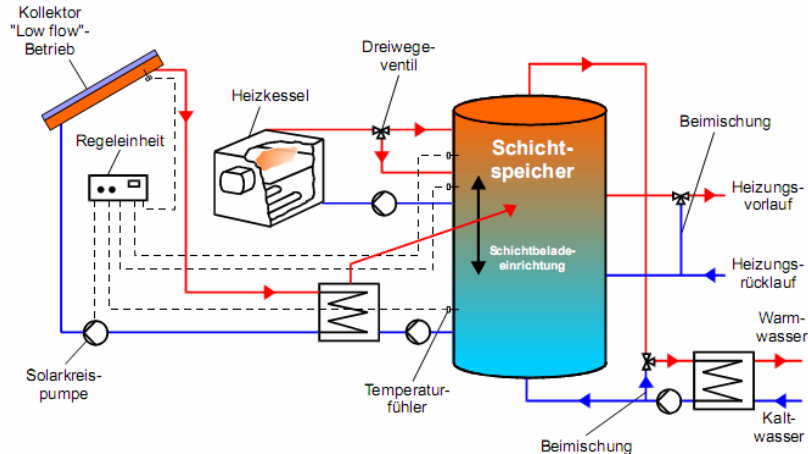 Kollektor
"Low flow"-
Betrieb
Dreiwege-
ventil
Heizkessel
Beimischung
Regeleinheit
Schicht-
speicher
Heizungs-
vorlauf
Schichtbelade-
einrichtung
Heizungs-
rücklauf
Warm-
wasser
Solarkreis-
pumpe
Temperatur-
fühler
Kalt-
wasser
Beimischung